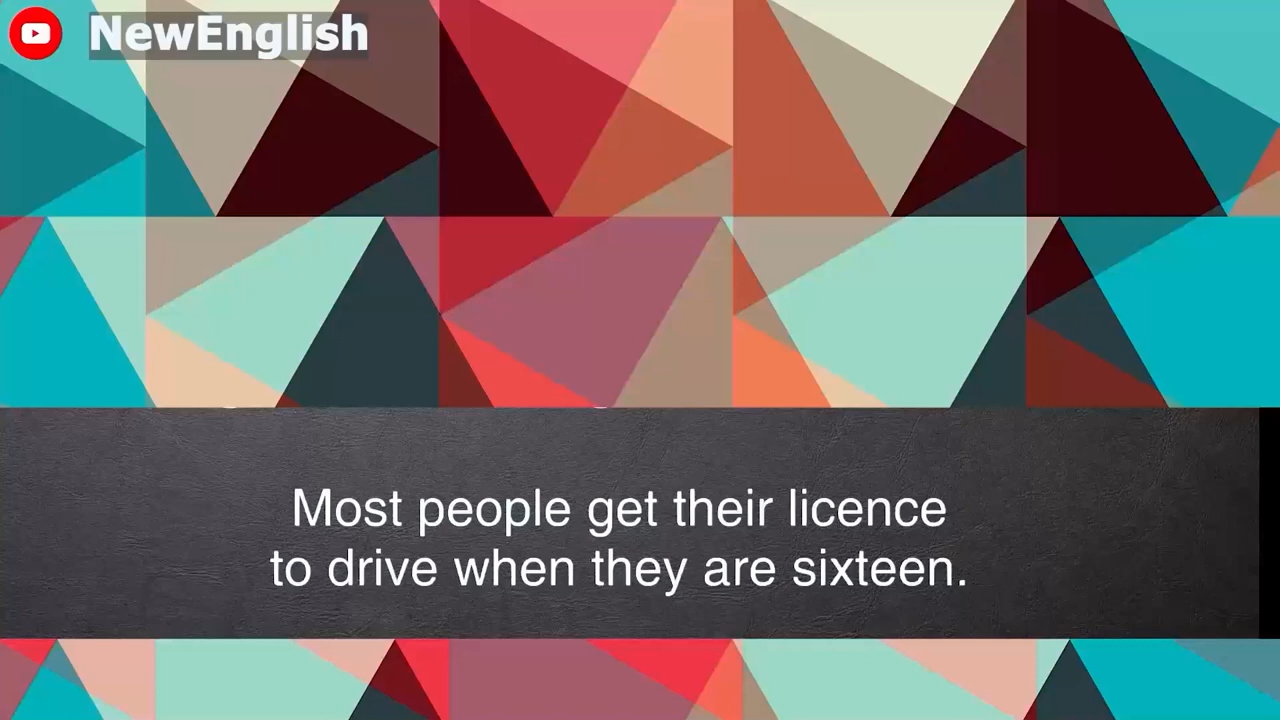 NewEnglish
Most people get their licence
to drive when they are sixteen.